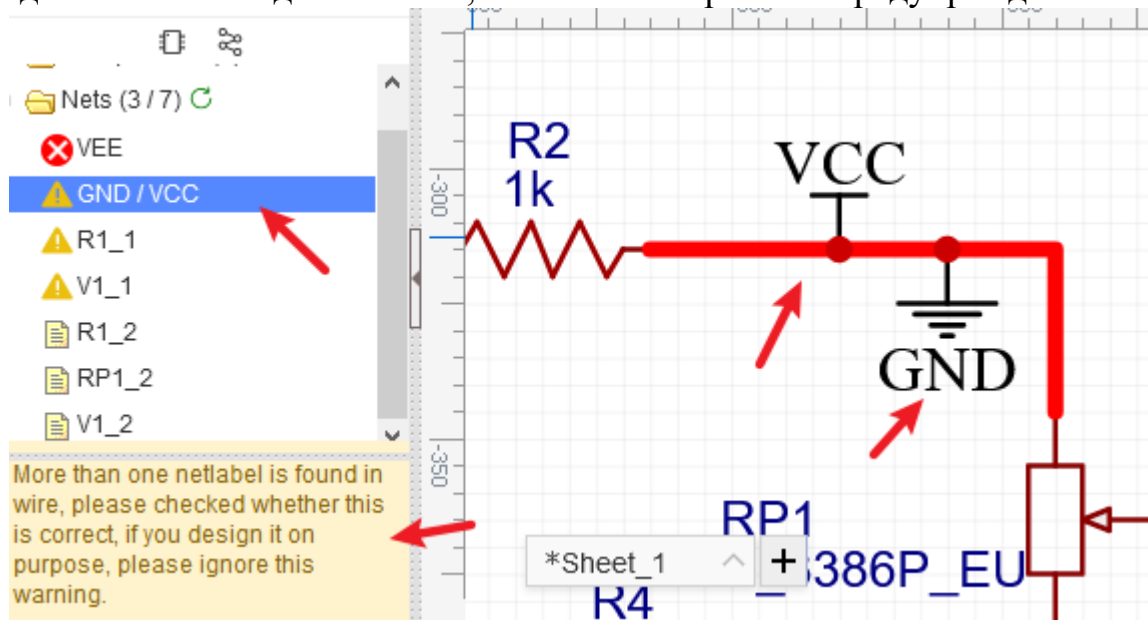 Nets (3 / 7)
VEE
GND / VCC
R1_1
V1_1
R1_2
RP1_2
V1_2
More than one netlabel is found in
wire, please checked whether this
is correct, if you design it on
purpose, please ignore this
warning.
-300
-350
R2
1k
VCC
GND
RP1
386P_EU
*Sheet_1
+
R4